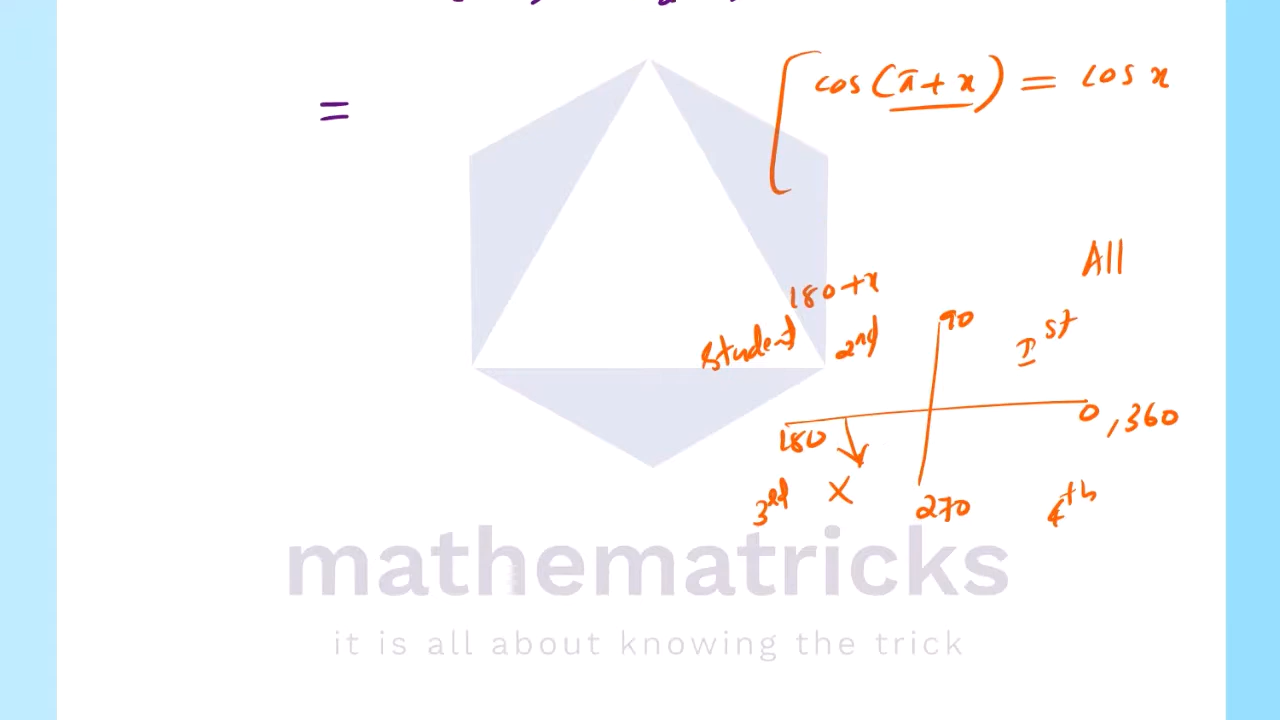 = cos(π + x) = cos x
All
180+x
90 Ist
Student 2nd
0, 360
180
3rd X 270 4th
mathematricks
it is all about knowing the trick